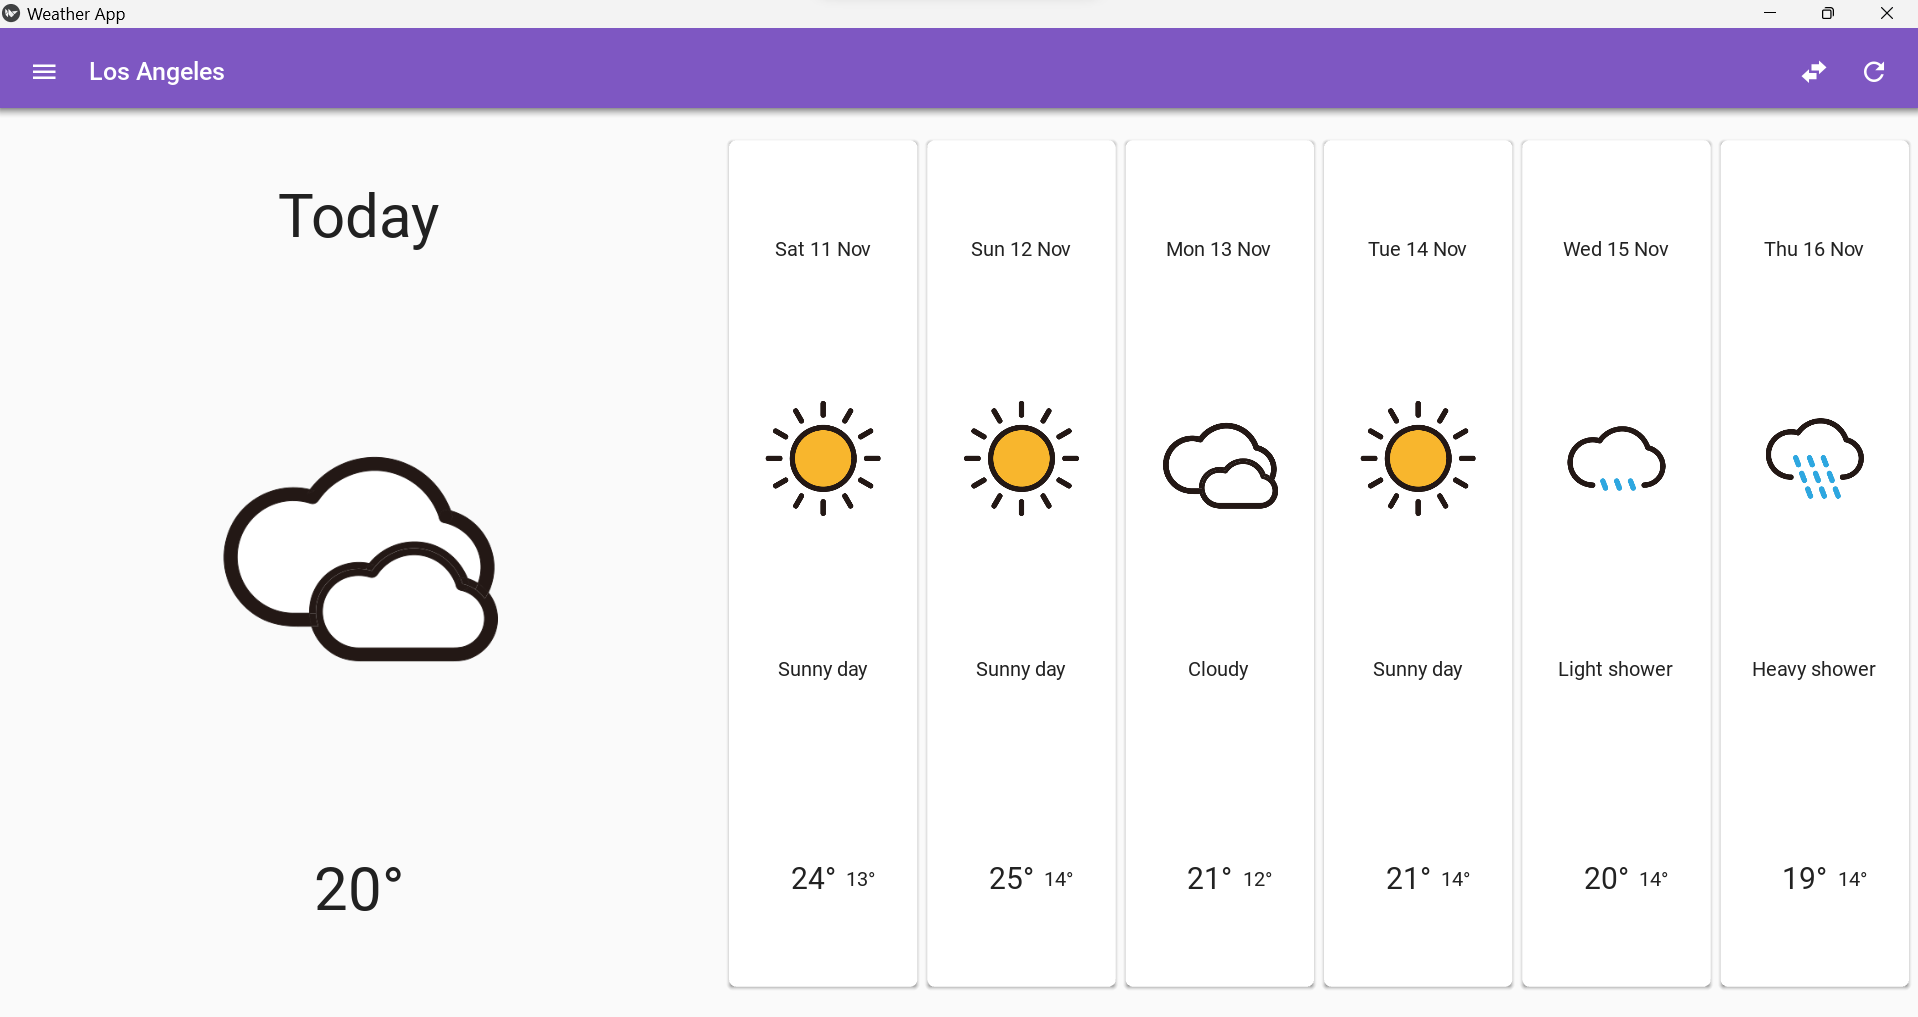 Weather App
Los Angeles
Today
20°
Sat 11 Nov
Sunny day
24° 13°
Sun 12 Nov
Sunny day
25° 14°
Mon 13 Nov
Cloudy
21° 12°
Tue 14 Nov
Sunny day
21° 14°
Wed 15 Nov
Light shower
20° 14°
Thu 16 Nov
Heavy shower
19° 14°